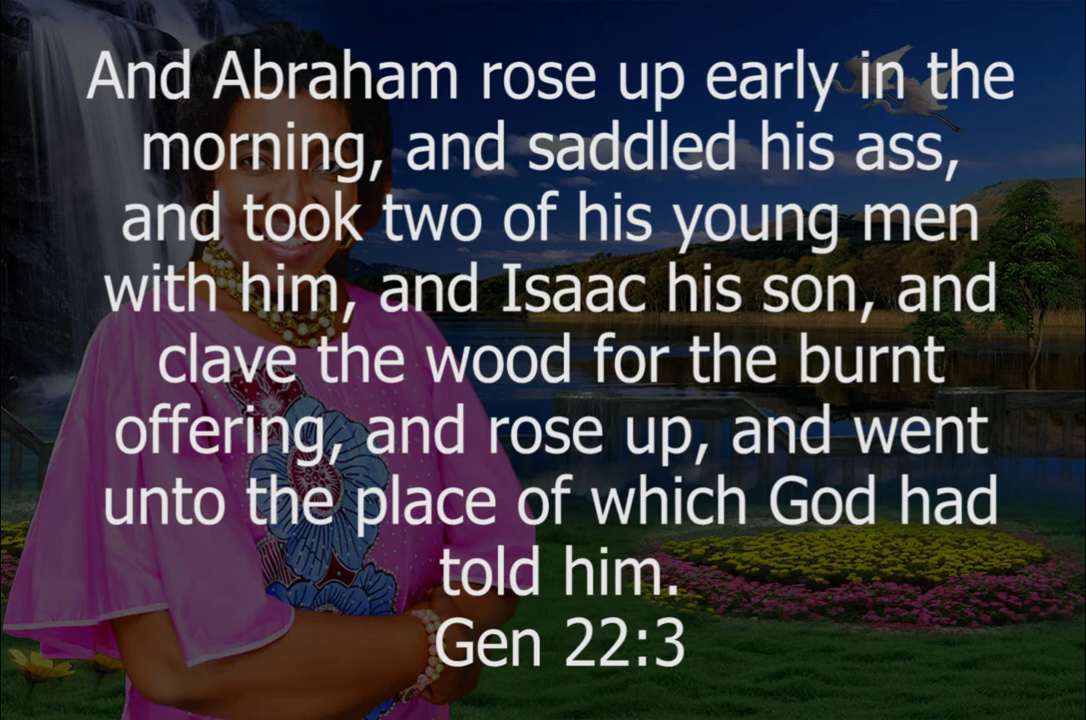 And Abraham rose up early in the
morning, and saddled his ass,
and took two of his young men
with him, and Isaac his son, and
clave the wood for the burnt
offering, and rose up, and went
unto the place of which God had
told him.
Gen 22:3